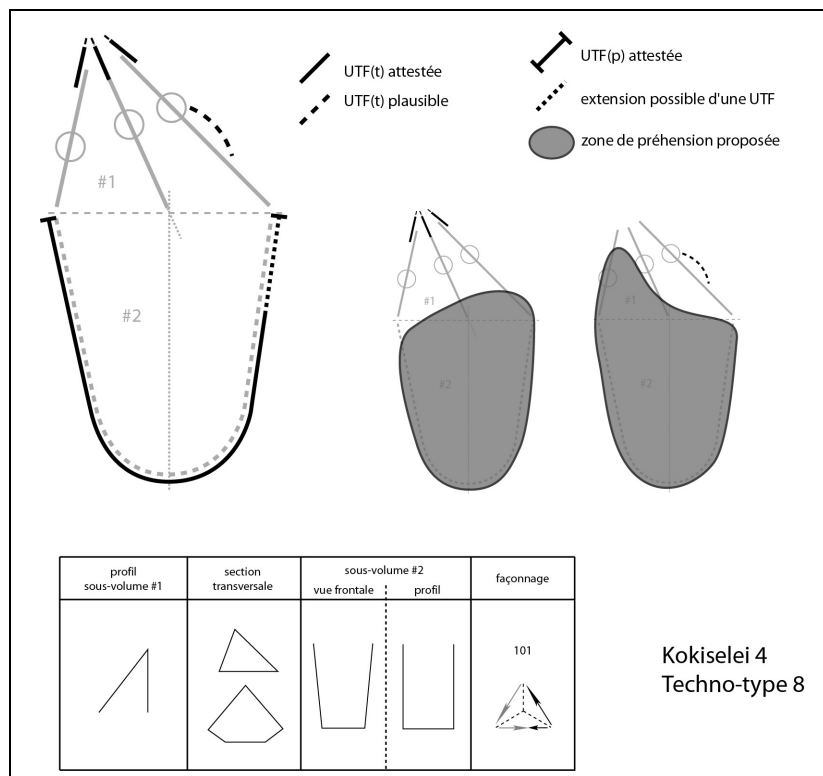 UTF(t) attestée
UTF(t) plausible
UTF(p) attestée
extension possible d'une UTF
zone de préhension proposée
#1
#2
#1
#2
#1
#2
profil
sous-volume #1
section
transversale
sous-volume #2
vue frontale
profil
façonnage
101
Kokiselei 4
Techno-type 8